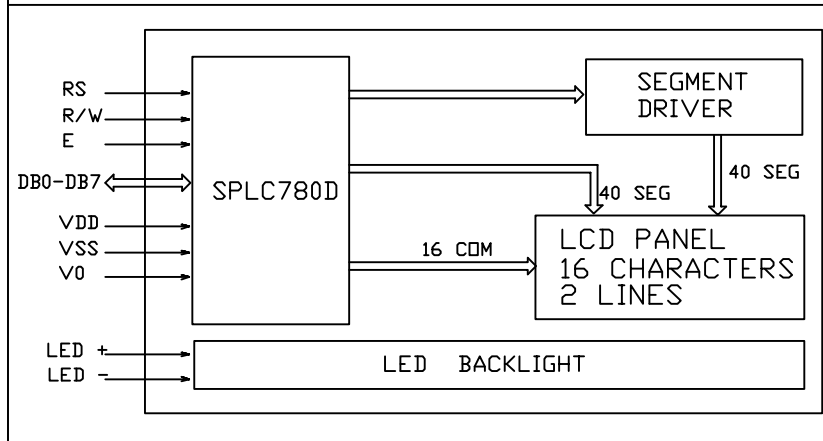 RS
R/W
E
DB0-DB7
VDD
VSS
V0
LED +
LED -
SPLC780D
SEGMENT
DRIVER
40 SEG
40 SEG
16 COM
LCD PANEL
16 CHARACTERS
2 LINES
LED BACKLIGHT